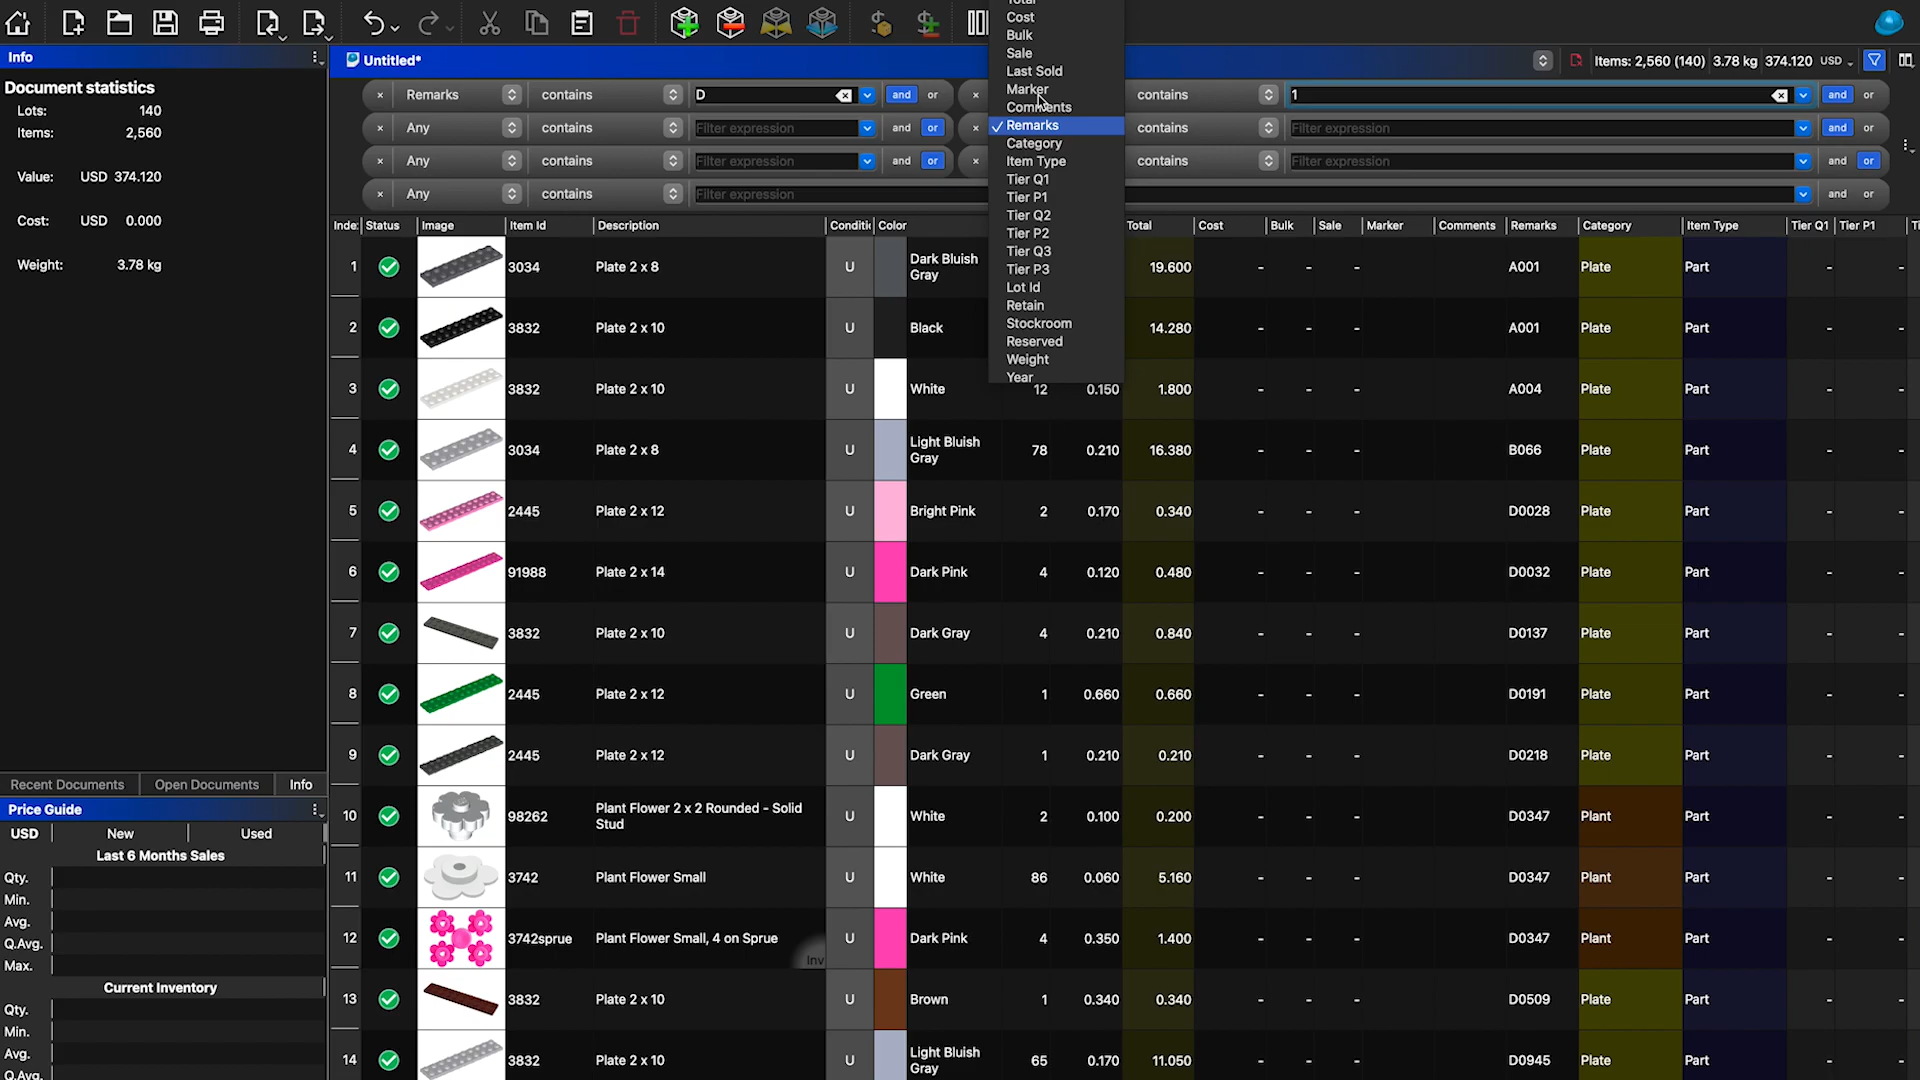 Info
Untitled*
Items: 2,560 (140) 3.78 kg 374.120 USD
Document statistics
Lots: 140
Items: 2,560
Value: USD 374.120
Cost: USD 0.000
Weight: 3.78 kg
Remarks contains D and or contains 1 and or
Any contains Filter expression and or contains Filter expression and or
Any contains Filter expression and or contains Filter expression and or
Any contains Filter expression and or
Total
Cost
Bulk
Sale
Last Sold
Marker
Comments
✓ Remarks
Category
Item Type
Tier Q1
Tier P1
Tier Q2
Tier P2
Tier Q3
Tier P3
Lot Id
Retain
Stockroom
Reserved
Weight
Year
Status Image Item Id Description Color Total Cost Bulk Sale Marker Comments Remarks Category Item Type Tier Q1 Tier P1
1 3034 Plate 2 x 8 U Dark Bluish Gray 19.600 - - - A001 Plate Part - -
2 3832 Plate 2 x 10 U Black 14.280 - - - A001 Plate Part - -
3 3832 Plate 2 x 10 U White 12 0.150 1.800 - - - A004 Plate Part - -
4 3034 Plate 2 x 8 U Light Bluish Gray 78 0.210 16.380 - - - B066 Plate Part - -
5 2445 Plate 2 x 12 U Bright Pink 2 0.170 0.340 - - - D0028 Plate Part - -
6 91988 Plate 2 x 14 U Dark Pink 4 0.120 0.480 - - - D0032 Plate Part - -
7 3832 Plate 2 x 10 U Dark Gray 4 0.210 0.840 - - - D0137 Plate Part - -
8 2445 Plate 2 x 12 U Green 1 0.660 0.660 - - - D0191 Plate Part - -
9 2445 Plate 2 x 12 U Dark Gray 1 0.210 0.210 - - - D0218 Plate Part - -
10 98262 Plant Flower 2 x 2 Rounded - Solid Stud U White 2 0.100 0.200 - - - D0347 Plant Part - -
11 3742 Plant Flower Small U White 86 0.060 5.160 - - - D0347 Plant Part - -
12 3742sprue Plant Flower Small, 4 on Sprue U Dark Pink 4 0.350 1.400 - - - D0347 Plant Part - -
13 3832 Plate 2 x 10 U Brown 1 0.340 0.340 - - - D0509 Plate Part - -
14 3832 Plate 2 x 10 U Light Bluish Gray 65 0.170 11.050 - - - D0945 Plate Part - -
Inv
Recent Documents Open Documents Info
Price Guide
USD New Used
Last 6 Months Sales
Qty.
Min.
Avg.
Q.Avg.
Max.
Current Inventory
Qty.
Min.
Avg.
Q.Avg.